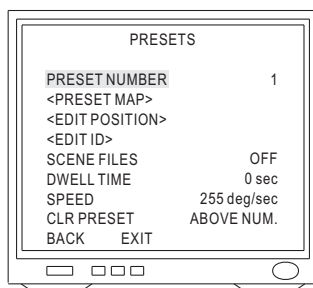 PRESETS
PRESET NUMBER 1
<PRESET MAP>
<EDIT POSITION>
<EDIT ID>
SCENE FILES OFF
DWELL TIME 0 sec
SPEED 255 deg/sec
CLR PRESET ABOVE NUM.
BACK EXIT